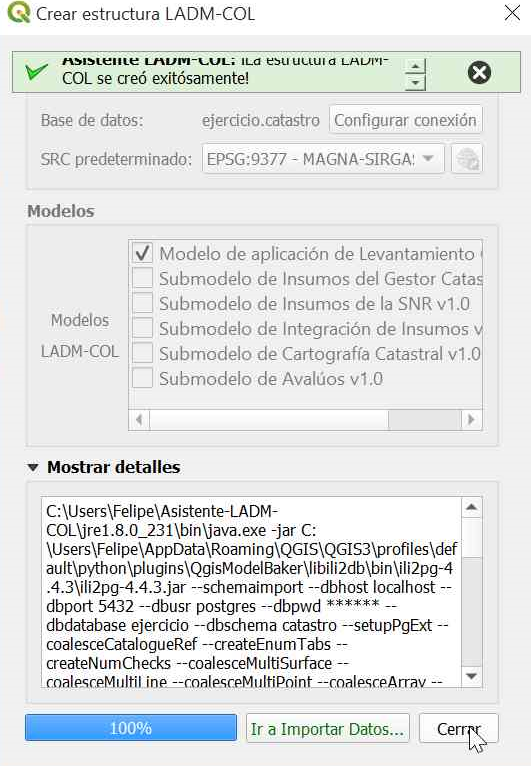 Crear estructura LADM-COL
Asistente LADM-COL: ¡La estructura LADM-
COL se creó exitósamente!
Base de datos: ejercicio.catastro Configurar conexión
SRC predeterminado: EPSG:9377 - MAGNA-SIRGAS
Modelos
Modelos
LADM-COL
Modelo de aplicación de Levantamiento
Submodelo de Insumos del Gestor Catas
Submodelo de Insumos de la SNR v1.0
Submodelo de Integración de Insumos v
Submodelo de Cartografía Catastral v1.0
Submodelo de Avalúos v1.0
Mostrar detalles
C:\Users\Felipe\Asistente-LADM-
COL\jre1.8.0_231\bin\java.exe -jar C:
\Users\Felipe\AppData\Roaming\QGIS\QGIS3\profiles\def
ault\python\plugins\QgisModelBaker\libili2db\bin\ili2pg-4
.4.3\ili2pg-4.4.3.jar --schemaimport --dbhost localhost --
dbport 5432 --dbusr postgres --dbpwd ****** --
dbdatabase ejercicio --dbschema catastro --setupPgExt --
coalesceCatalogueRef --createEnumTabs --
createNumChecks --coalesceMultiSurface --
coalesceMultiLine --coalesceMultiPoint --coalesceArray --
100% Ir a Importar Datos... Cerrar